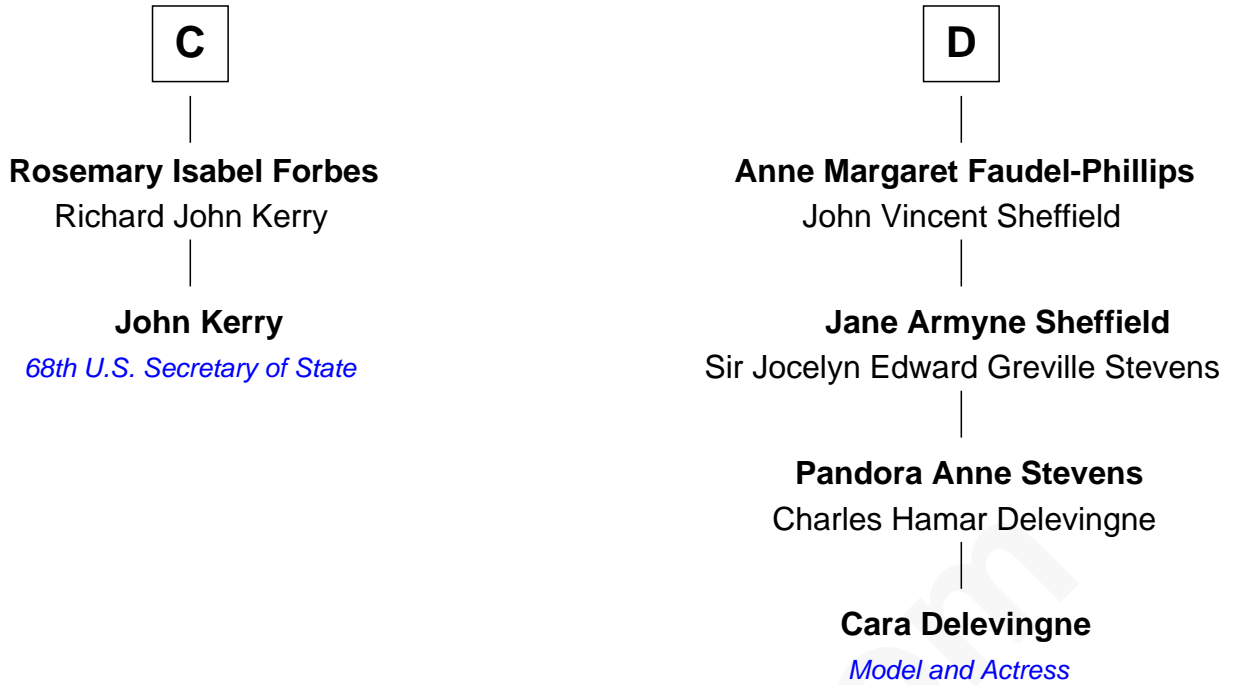 C
Rosemary Isabel Forbes
Richard John Kerry
John Kerry
68th U.S. Secretary of State
D
Anne Margaret Faudel-Phillips
John Vincent Sheffield
Jane Armyne Sheffield
Sir Jocelyn Edward Greville Stevens
Pandora Anne Stevens
Charles Hamar Delevingne
Cara Delevingne
Model and Actress